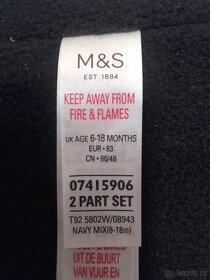 M&S
EST 1884
KEEP AWAY FROM
FIRE & FLAMES
UK AGE 6-18 MONTHS
EUR • 83
CN • 80/48
07415906
2 PART SET
T92 5802W/08943
NAVY MIX(6-18m)
UIT DE BUURT
VAN VUUR EN